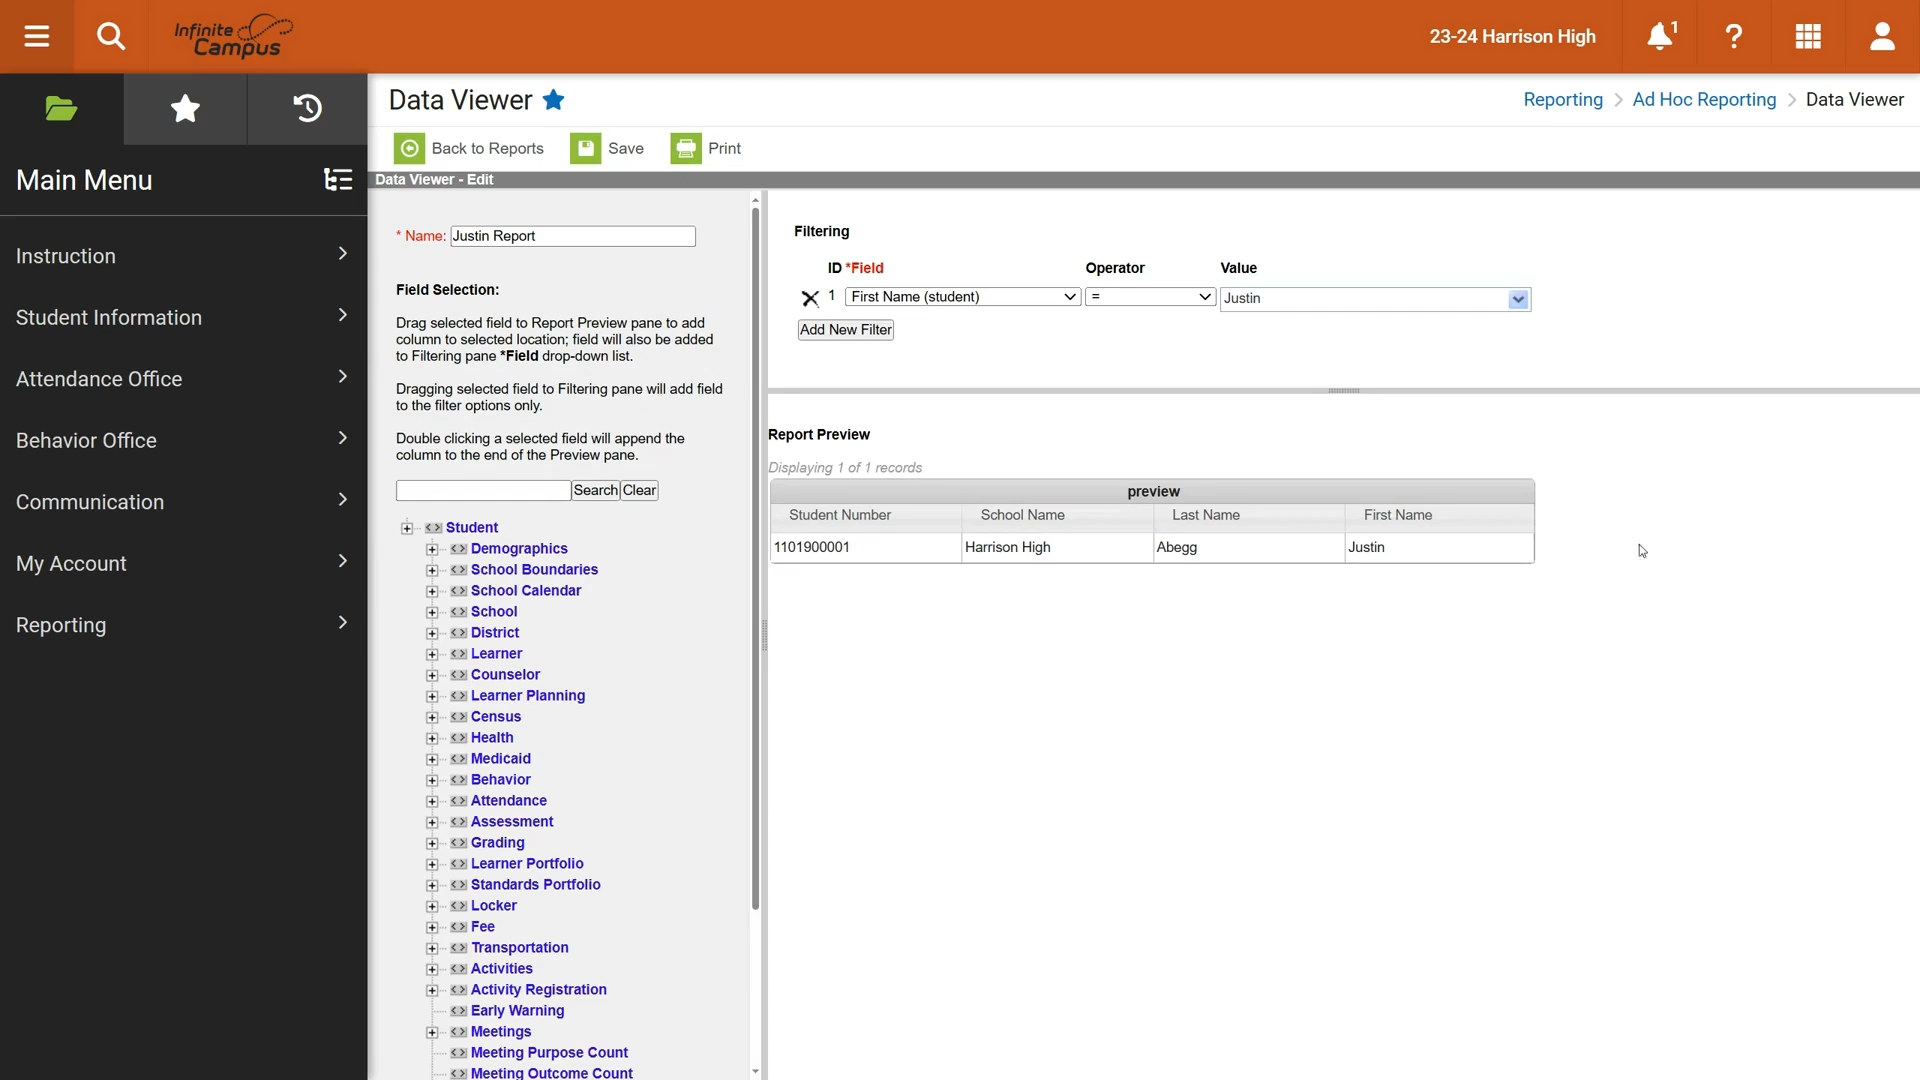 Infinite Campus
23-24 Harrison High
1
Data Viewer
Reporting > Ad Hoc Reporting > Data Viewer
Back to Reports
Save
Print
Data Viewer - Edit
Main Menu
Instruction
Student Information
Attendance Office
Behavior Office
Communication
My Account
Reporting
* Name: Justin Report
Field Selection:
Drag selected field to Report Preview pane to add
column to selected location; field will also be added
to Filtering pane *Field drop-down list.
Dragging selected field to Filtering pane will add field
to the filter options only.
Double clicking a selected field will append the
column to the end of the Preview pane.
Search Clear
Student
Demographics
School Boundaries
School Calendar
School
District
Learner
Counselor
Learner Planning
Census
Health
Medicaid
Behavior
Attendance
Assessment
Grading
Learner Portfolio
Standards Portfolio
Locker
Fee
Transportation
Activities
Activity Registration
Early Warning
Meetings
Meeting Purpose Count
Meeting Outcome Count
Filtering
ID *Field Operator Value
1 First Name (student) = Justin
Add New Filter
Report Preview
Displaying 1 of 1 records
preview
Student Number School Name Last Name First Name
1101900001 Harrison High Abegg Justin